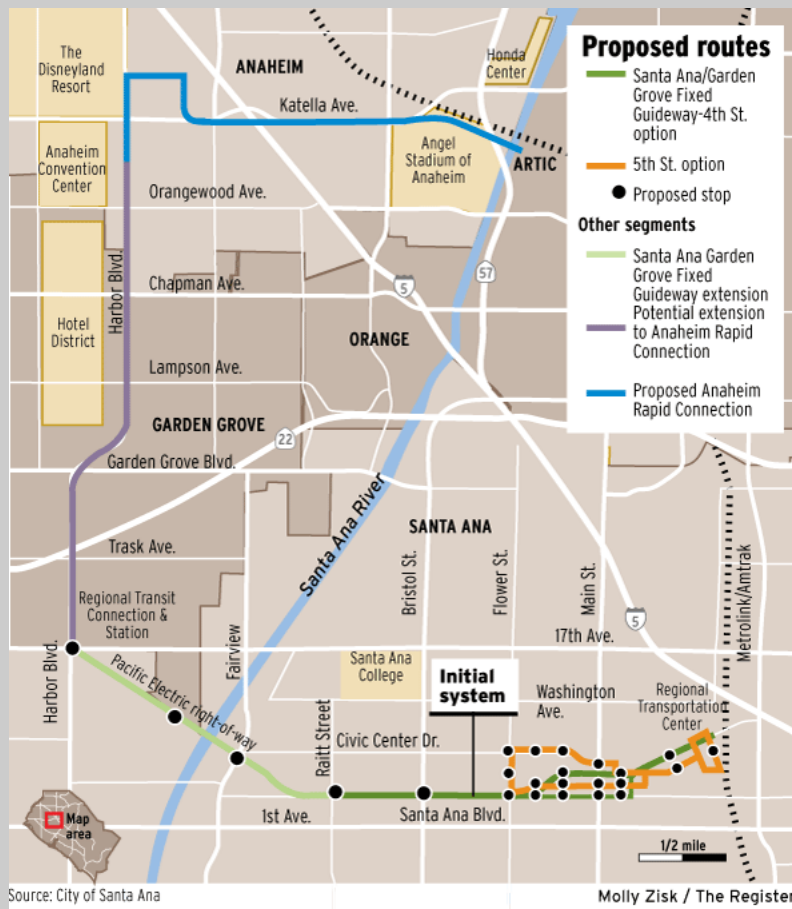 Proposed routes
Santa Ana/Garden
Grove Fixed
Guideway-4th St.
option
5th St. option
Proposed stop
Other segments
Santa Ana Garden
Grove Fixed
Guideway extension
Potential extension
to Anaheim Rapid
Connection
Proposed Anaheim
Rapid Connection
The
Disneyland
Resort
ANAHEIM
Honda
Center
Katella Ave.
Anaheim
Convention
Center
Angel
Stadium of
Anaheim
ARTIC
Orangewood Ave.
Harbor Blvd.
57
Chapman Ave.
5
Hotel
District
ORANGE
Lampson Ave.
GARDEN GROVE
22
Garden Grove Blvd.
Santa Ana River
SANTA ANA
Trask Ave.
Bristol St.
Flower St.
Main St.
Metrolink/Amtrak
Regional Transit
Connection &
Station
5
17th Ave.
Harbor Blvd.
Fairview
Pacific Electric right-of-way
Santa Ana
College
Initial
system
Washington
Ave.
Regional
Transportation
Center
Raitt Street
Civic Center Dr.
1st Ave.
Santa Ana Blvd.
Map
area
1/2 mile
Source: City of Santa Ana
Molly Zisk / The Register